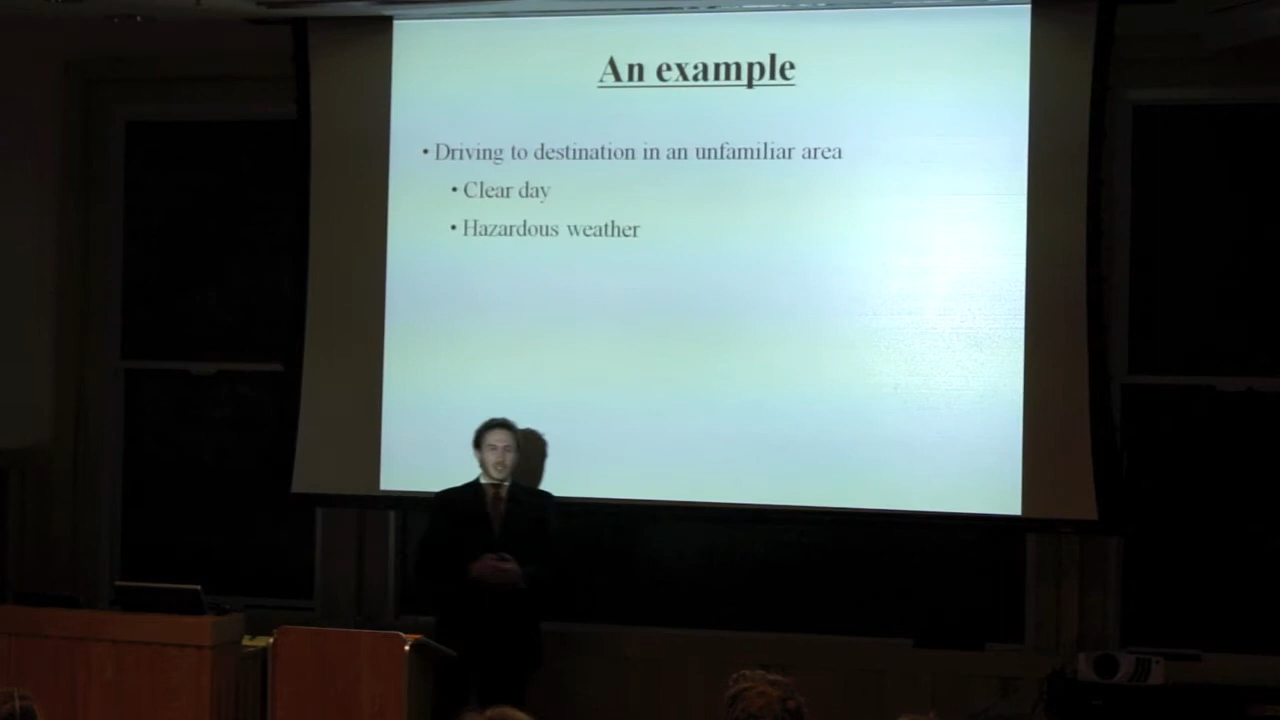 An example
• Driving to destination in an unfamiliar area
• Clear day
• Hazardous weather